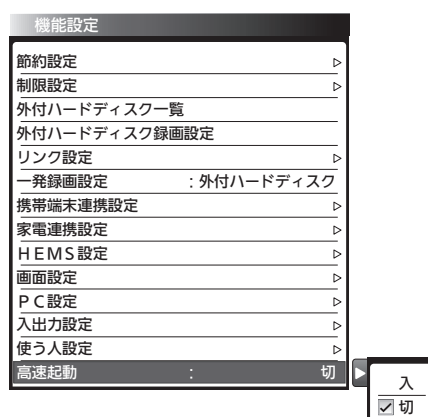 機能設定
節約設定
制限設定
外付ハードディスク一覧
外付ハードディスク録画設定
リンク設定
一発録画設定 :外付ハードディスク
携帯端末連携設定
家電連携設定
HEMS設定
画面設定
PC設定
入出力設定
使う人設定
高速起動 : 切
入
切